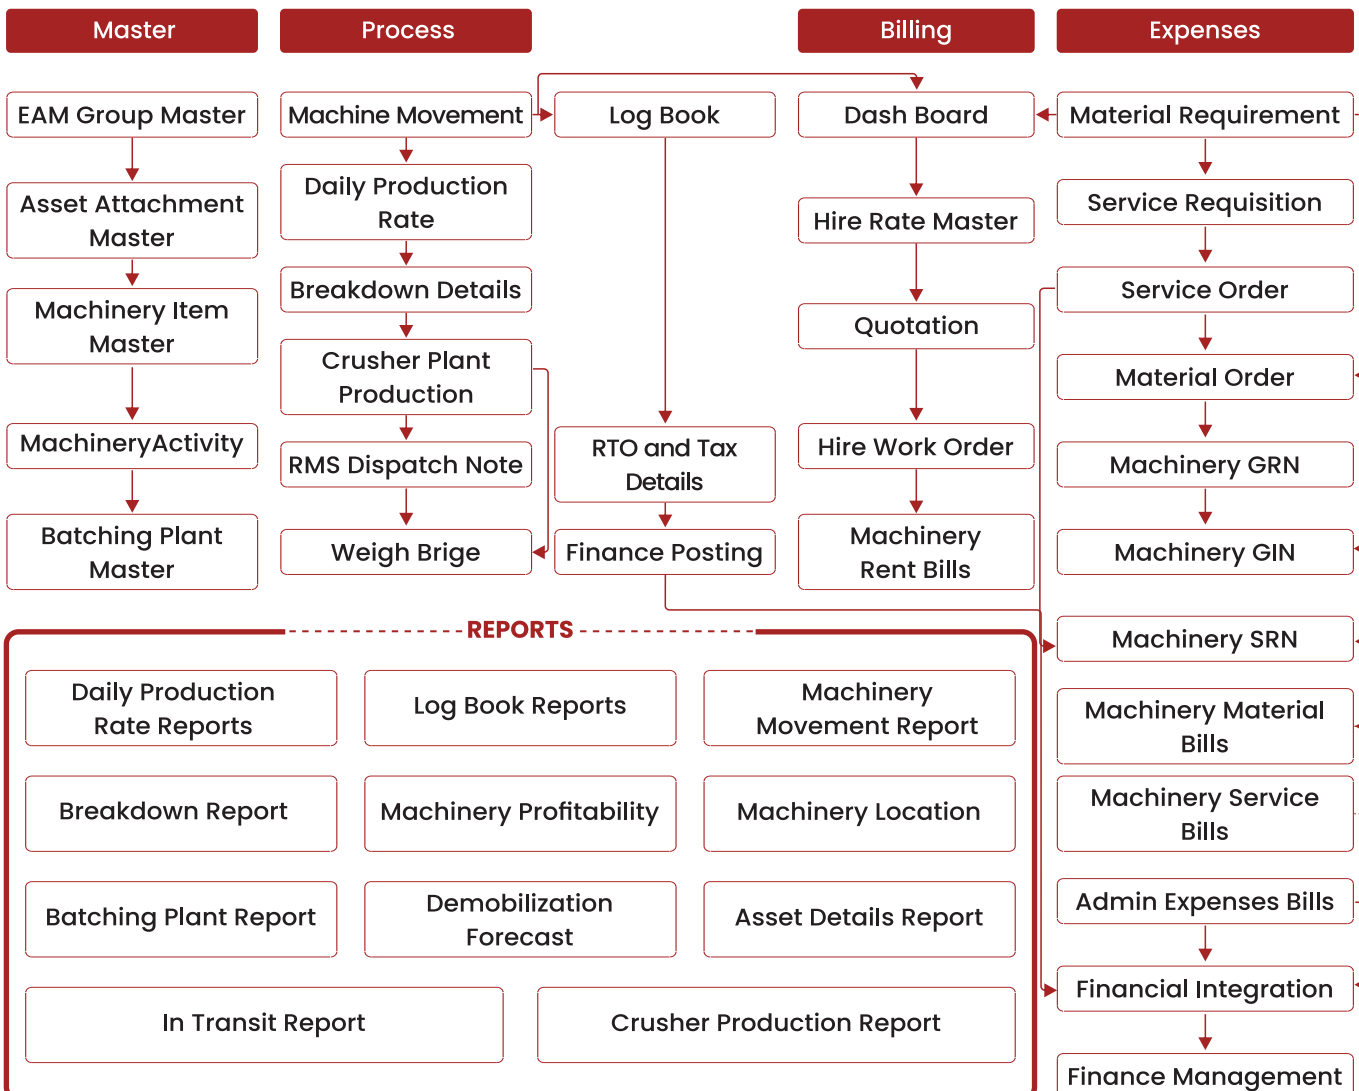 Master
Process
Billing
Expenses
EAM Group Master
Machine Movement
Log Book
Dash Board
Material Requirement
Asset Attachment
Master
Daily Production
Rate
Hire Rate Master
Service Requisition
Machinery Item
Master
Breakdown Details
Quotation
Service Order
Crusher Plant
Production
Material Order
MachineryActivity
RMS Dispatch Note
RTO and Tax
Details
Hire Work Order
Machinery GRN
Batching Plant
Master
Weigh Brige
Finance Posting
Machinery
Rent Bills
Machinery GIN
Machinery SRN
Machinery Material
Bills
Machinery Service
Bills
Admin Expenses Bills
Financial Integration
Finance Management
REPORTS
Daily Production
Rate Reports
Log Book Reports
Machinery
Movement Report
Breakdown Report
Machinery Profitability
Machinery Location
Batching Plant Report
Demobilization
Forecast
Asset Details Report
In Transit Report
Crusher Production Report